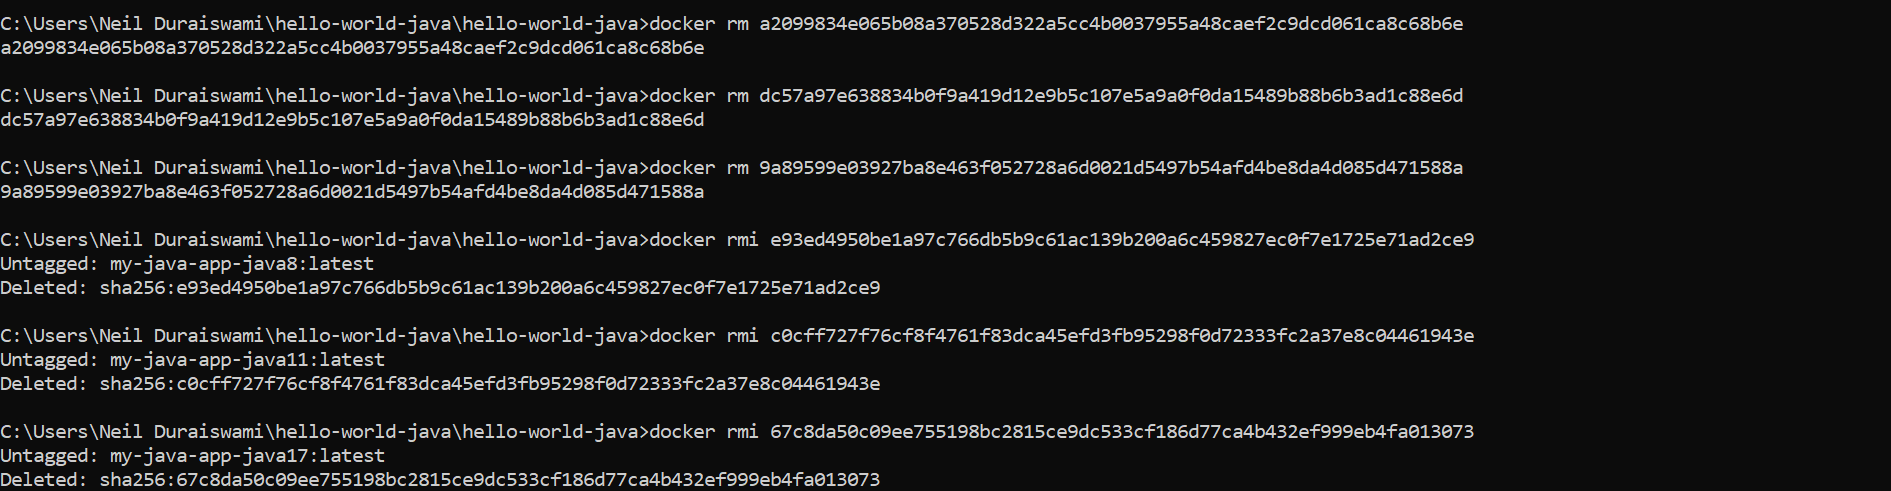 C:\Users\Neil Duraiswami\hello-world-java\hello-world-java>docker rm a2099834e065b08a370528d322a5cc4b0037955a48caef2c9dcd061ca8c68b6e
a2099834e065b08a370528d322a5cc4b0037955a48caef2c9dcd061ca8c68b6e
C:\Users\Neil Duraiswami\hello-world-java\hello-world-java>docker rm dc57a97e638834b0f9a419d12e9b5c107e5a9a0f0da15489b88b6b3ad1c88e6d
dc57a97e638834b0f9a419d12e9b5c107e5a9a0f0da15489b88b6b3ad1c88e6d
C:\Users\Neil Duraiswami\hello-world-java\hello-world-java>docker rm 9a89599e03927ba8e463f052728a6d0021d5497b54afd4be8da4d085d471588a
9a89599e03927ba8e463f052728a6d0021d5497b54afd4be8da4d085d471588a
C:\Users\Neil Duraiswami\hello-world-java\hello-world-java>docker rmi e93ed4950be1a97c766db5b9c61ac139b200a6c459827ec0f7e1725e71ad2ce9
Untagged: my-java-app-java8:latest
Deleted: sha256:e93ed4950be1a97c766db5b9c61ac139b200a6c459827ec0f7e1725e71ad2ce9
C:\Users\Neil Duraiswami\hello-world-java\hello-world-java>docker rmi c0cff727f76cf8f4761f83dca45efd3fb95298f0d72333fc2a37e8c04461943e
Untagged: my-java-app-java11:latest
Deleted: sha256:c0cff727f76cf8f4761f83dca45efd3fb95298f0d72333fc2a37e8c04461943e
C:\Users\Neil Duraiswami\hello-world-java\hello-world-java>docker rmi 67c8da50c09ee755198bc2815ce9dc533cf186d77ca4b432ef999eb4fa013073
Untagged: my-java-app-java17:latest
Deleted: sha256:67c8da50c09ee755198bc2815ce9dc533cf186d77ca4b432ef999eb4fa013073